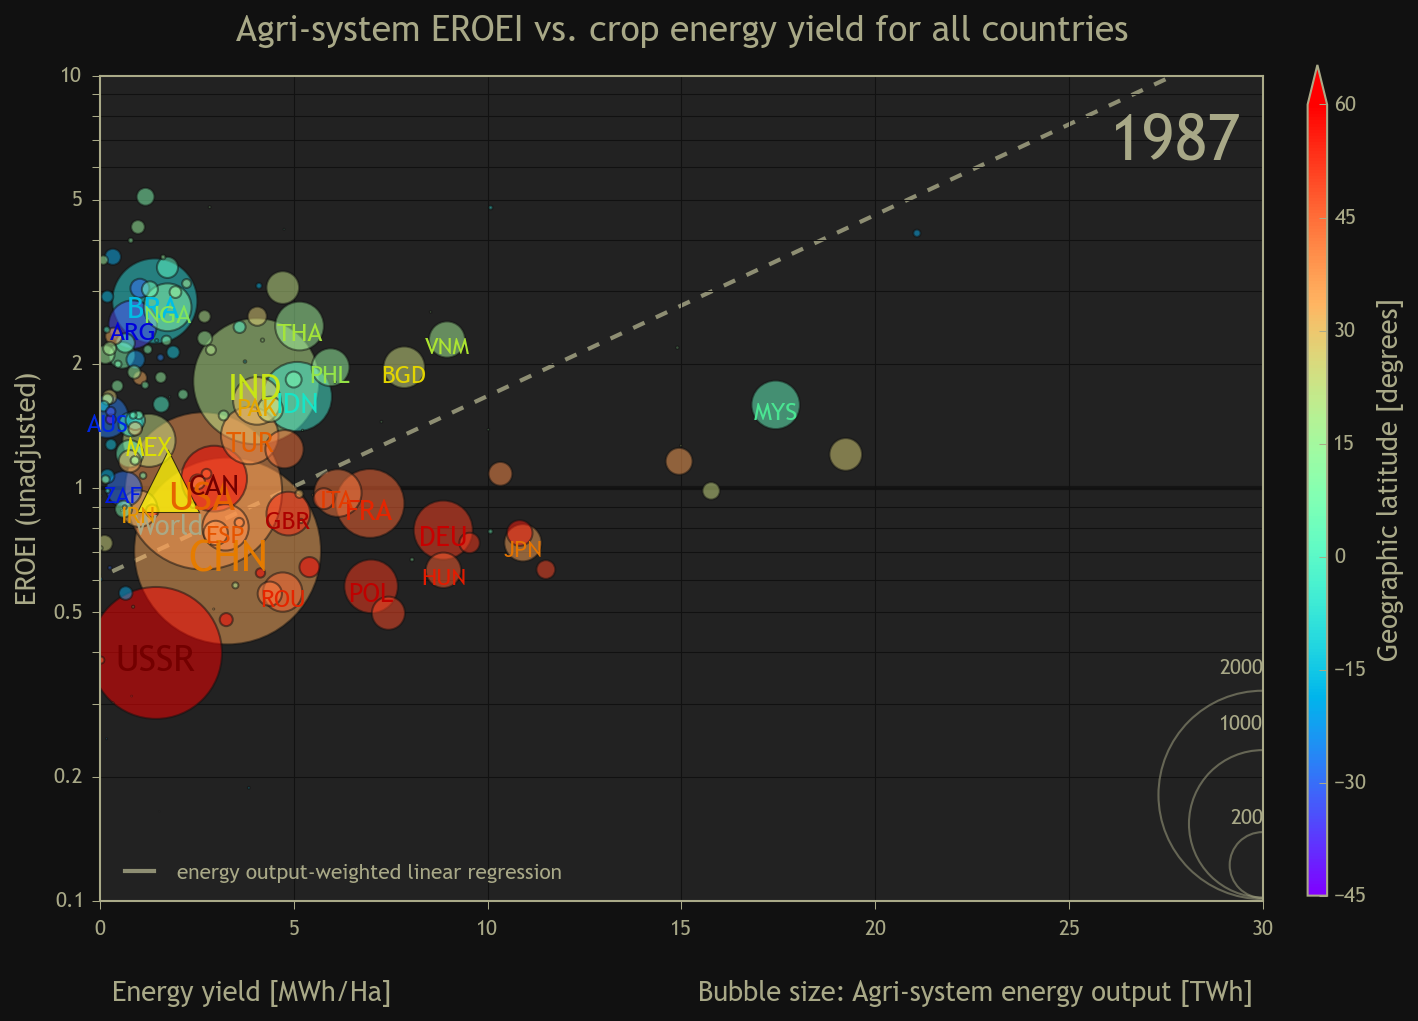 Agri-system EROEI vs. crop energy yield for all countries
1987
10
5
2
1
0.5
0.2
0.1
EROEI (unadjusted)
BRA
NGA
ARG
THA
VNM
IND
PHL
BGD
PAK
IDN
MYS
AUS
MEX
TUR
ZAF
CAN
USA
IRN
World
ITA
FRA
GBR
ESP
DEU
CHN
JPN
HUN
ROU
POL
USSR
2000
1000
200
energy output-weighted linear regression
0
5
10
15
20
25
30
Energy yield [MWh/Ha]
Bubble size: Agri-system energy output [TWh]
60
45
30
15
0
−15
−30
−45
Geographic latitude [degrees]